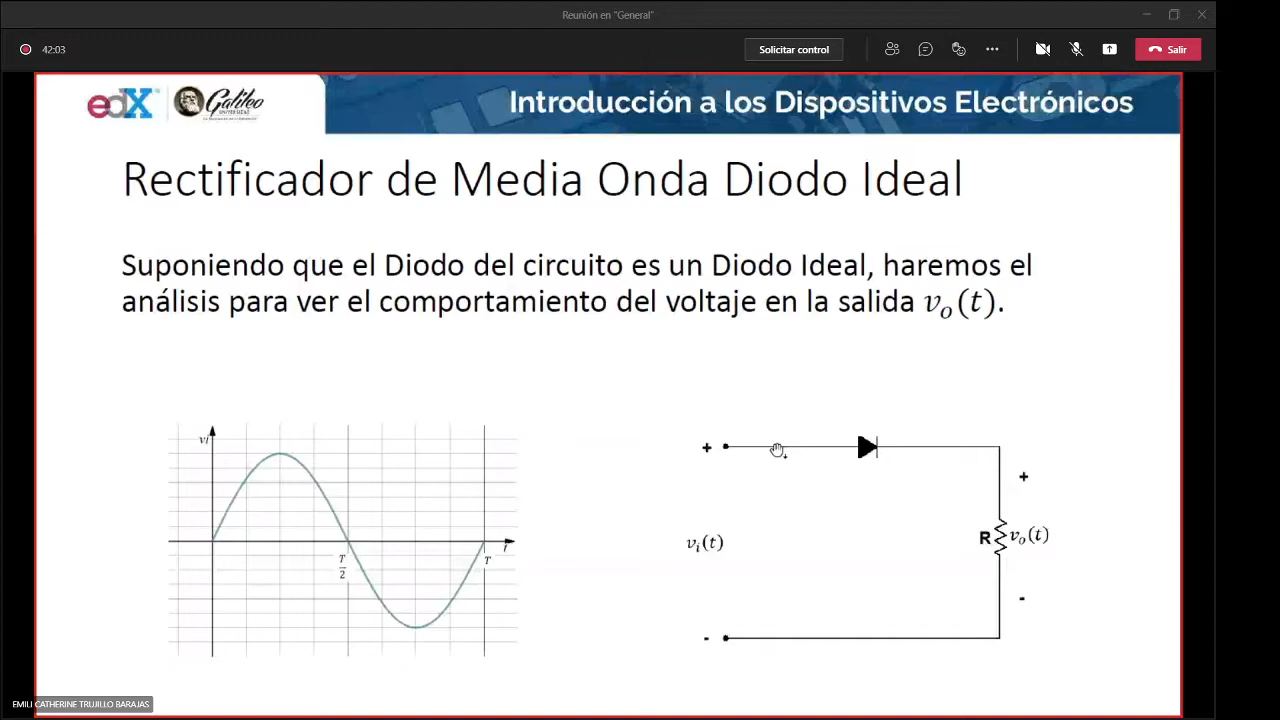 Reunión en "General"
42:03
Solicitar control
Salir
edX
Galileo
UNIVERSIDAD
Introducción a los Dispositivos Electrónicos
Rectificador de Media Onda Diodo Ideal
Suponiendo que el Diodo del circuito es un Diodo Ideal, haremos el
análisis para ver el comportamiento del voltaje en la salida v_o(t).
vi
t
T/2
T
+
+
v_i(t)
R
v_o(t)
-
-
EMILI CATHERINE TRUJILLO BARAJAS